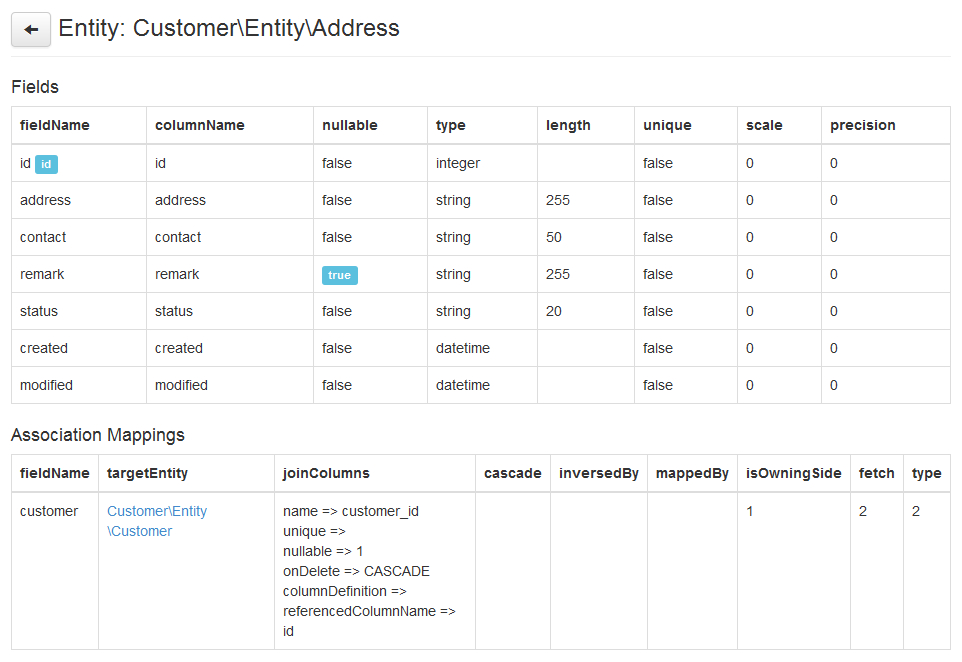 Entity: Customer\Entity\Address
Fields
fieldName columnName nullable type length unique scale precision
id id id false integer false 0 0
address address false string 255 false 0 0
contact contact false string 50 false 0 0
remark remark true string 255 false 0 0
status status false string 20 false 0 0
created created false datetime false 0 0
modified modified false datetime false 0 0
Association Mappings
fieldName targetEntity joinColumns cascade inversedBy mappedBy isOwningSide fetch type
customer Customer\Entity name => customer_id 1 2 2
\Customer unique =>
nullable => 1
onDelete => CASCADE
columnDefinition =>
referencedColumnName =>
id